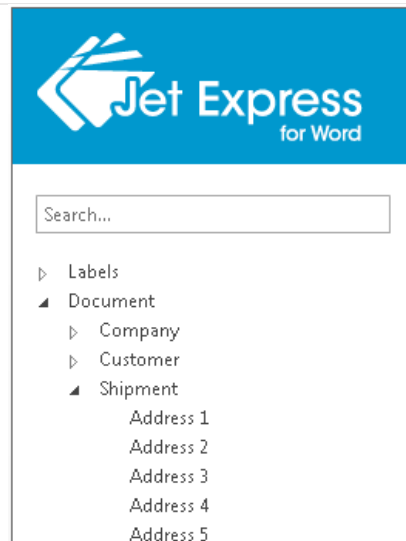 Jet Express
for Word
Search...
Labels
Document
Company
Customer
Shipment
Address 1
Address 2
Address 3
Address 4
Address 5